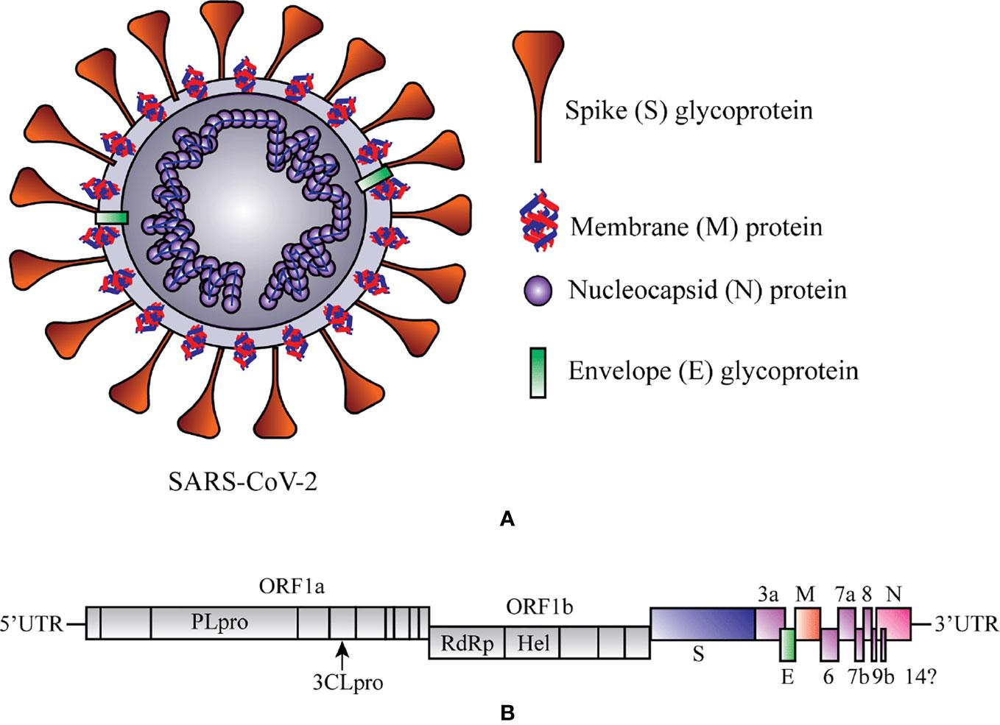 Spike (S) glycoprotein
Membrane (M) protein
Nucleocapsid (N) protein
Envelope (E) glycoprotein
SARS-CoV-2
A
ORF1a
ORF1b
3a M 7a 8 N
5’UTR
PLpro
RdRp
Hel
3’UTR
S
3CLpro
E 6 7b 9b 14?
B